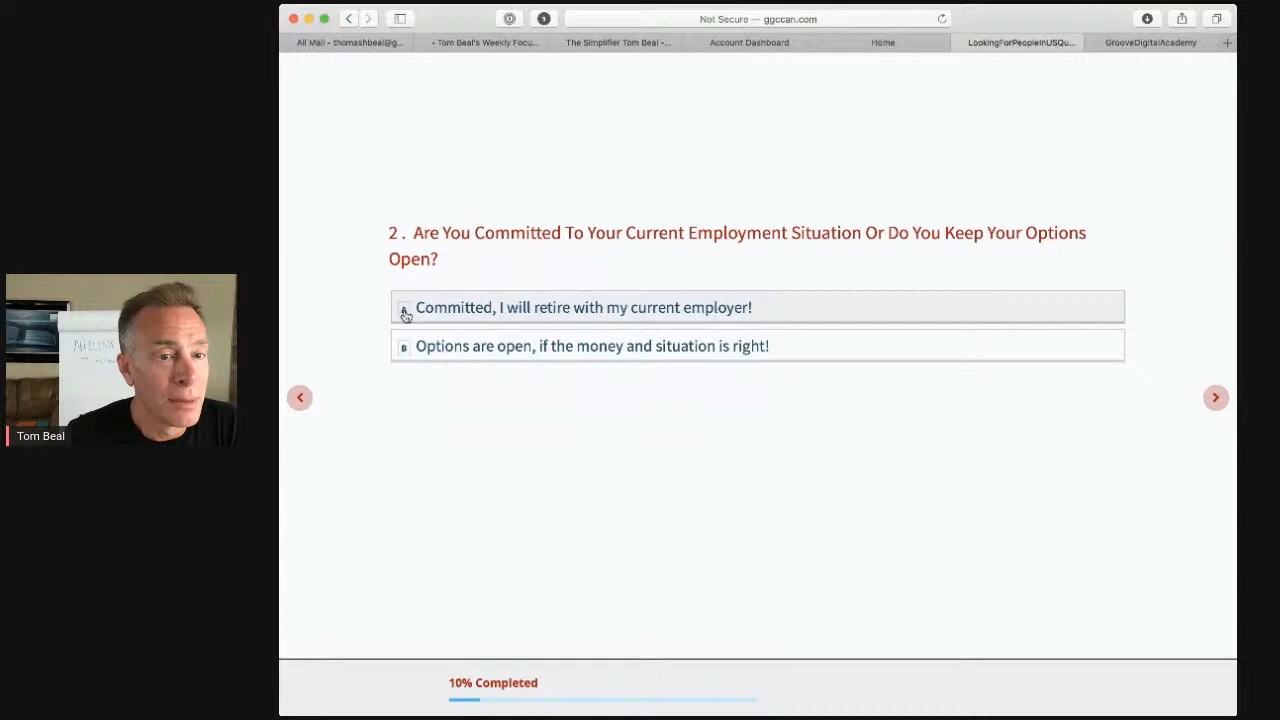 Not Secure — ggccan.com
All Mail - thomashbeal@g...
- Tom Beal's Weekly Focu...
The Simplifier Tom Beal -...
Account Dashboard
Home
LookingForPeopleInUSQu...
GrooveDigitalAcademy
2 . Are You Committed To Your Current Employment Situation Or Do You Keep Your Options
Open?
A Committed, I will retire with my current employer!
B Options are open, if the money and situation is right!
Tom Beal
10% Completed